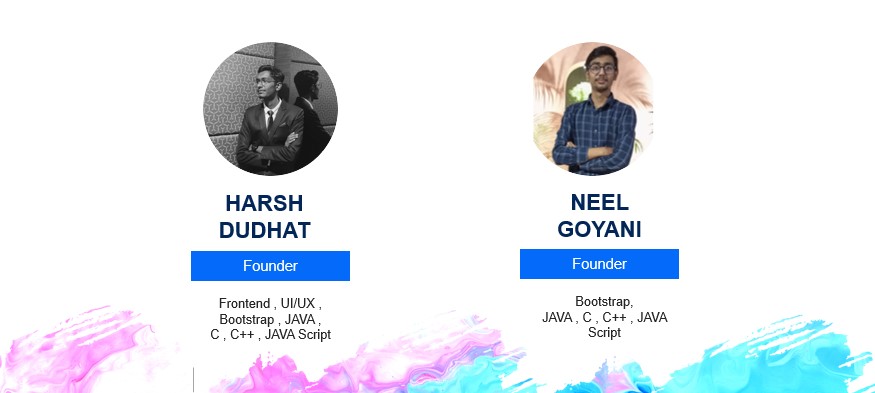 HARSH
DUDHAT
Founder
Frontend , UI/UX ,
Bootstrap , JAVA ,
C , C++ , JAVA Script
NEEL
GOYANI
Founder
Bootstrap,
JAVA , C , C++ , JAVA
Script